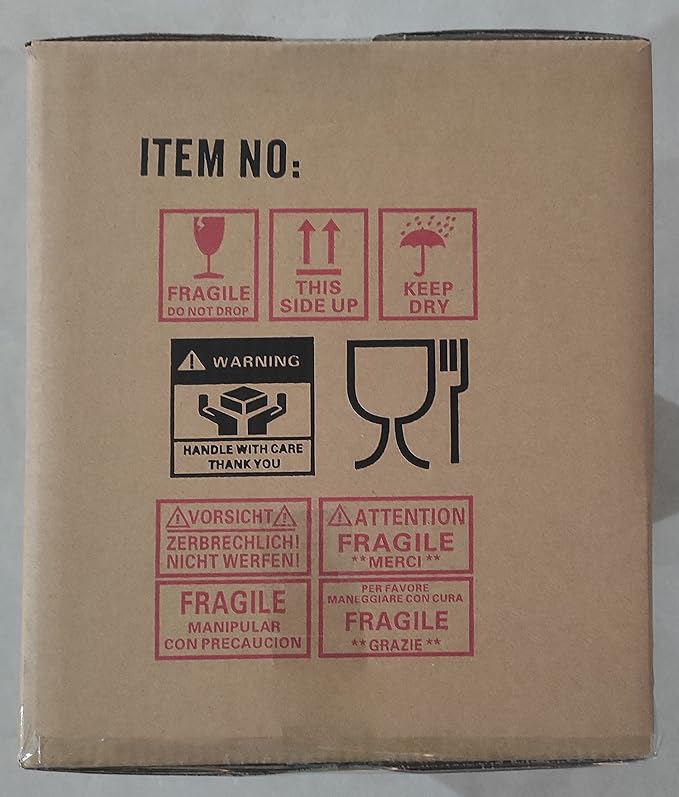 ITEM NO:
FRAGILE
DO NOT DROP
THIS
SIDE UP
KEEP
DRY
WARNING
HANDLE WITH CARE
THANK YOU
VORSICHT
ZERBRECHLICH!
NICHT WERFEN!
ATTENTION
FRAGILE
**MERCI**
FRAGILE
MANIPULAR
CON PRECAUCION
PER FAVORE
MANEGGIARE CON CURA
FRAGILE
**GRAZIE**